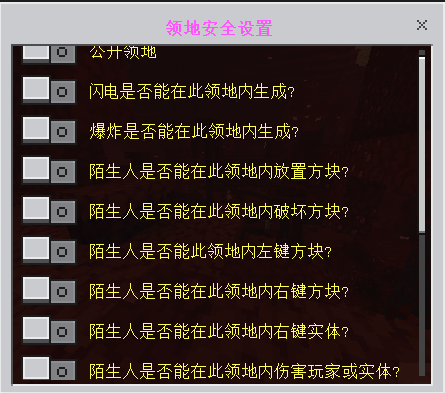 领地安全设置
公开领地
闪电是否能在此领地内生成?
爆炸是否能在此领地内生成?
陌生人是否能在此领地内放置方块?
陌生人是否能在此领地内破坏方块?
陌生人是否能此领地内左键方块?
陌生人是否能在此领地内右键方块?
陌生人是否能在此领地内右键实体?
陌生人是否能在此领地内伤害玩家或实体?